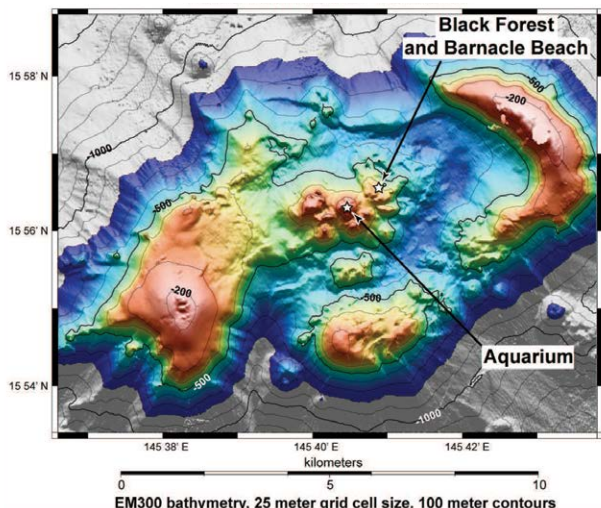 Black Forest
and Barnacle Beach
15 58'
-500
-200
-1000
15 56'
-500
-500
-200
-500
Aquarium
15 54'
-500
-1000
145 38' E
145 40' E
145 42' E
kilometers
0 5 10
EM300 bathymetry, 25 meter grid cell size, 100 meter contours